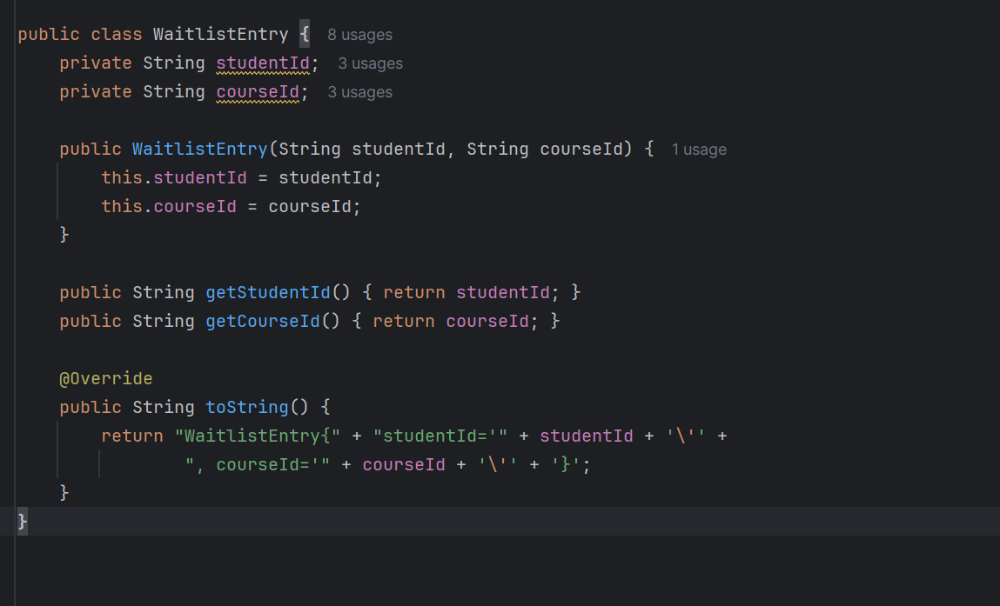 public class WaitlistEntry { 8 usages
    private String studentId; 3 usages
    private String courseId; 3 usages

    public WaitlistEntry(String studentId, String courseId) { 1 usage
        this.studentId = studentId;
        this.courseId = courseId;
    }

    public String getStudentId() { return studentId; }
    public String getCourseId() { return courseId; }

    @Override
    public String toString() {
        return "WaitlistEntry{" + "studentId='" + studentId + '\'' +
                ", courseId='" + courseId + '\'' + '}';
    }
}